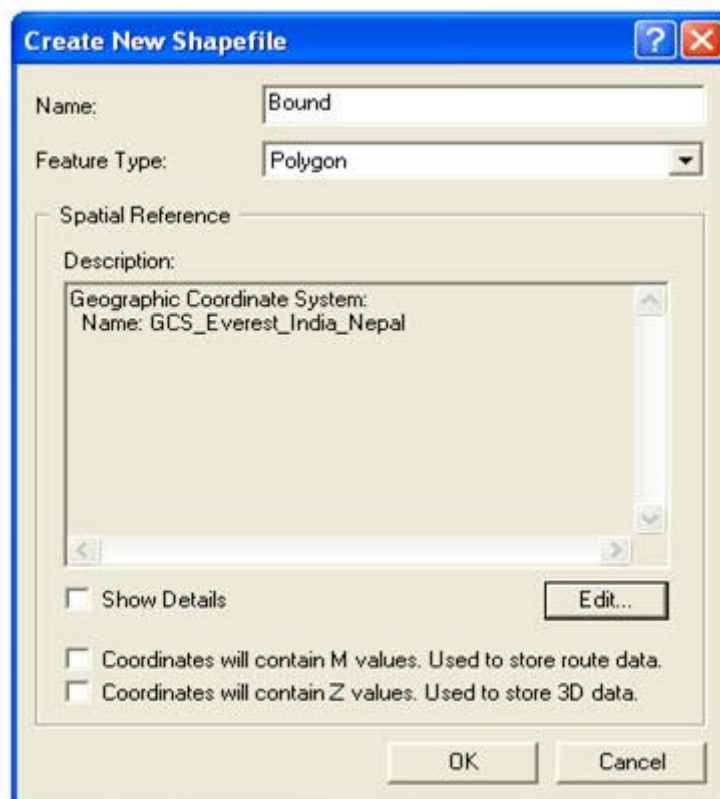 Create New Shapefile
Name: Bound
Feature Type: Polygon
Spatial Reference
Description:
Geographic Coordinate System:
Name: GCS_Everest_India_Nepal
Show Details Edit...
Coordinates will contain M values. Used to store route data.
Coordinates will contain Z values. Used to store 3D data.
OK Cancel